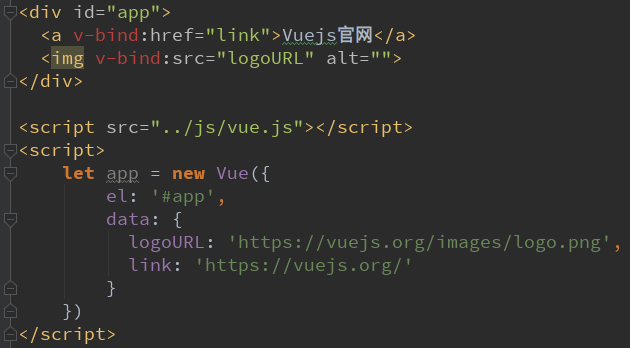 <div id="app">
  <a v-bind:href="link">Vuejs官网</a>
  <img v-bind:src="logoURL" alt="">
</div>

<script src="../js/vue.js"></script>
<script>
    let app = new Vue({
        el: '#app',
        data: {
          logoURL: 'https://vuejs.org/images/logo.png',
          link: 'https://vuejs.org/'
        }
    })
</script>